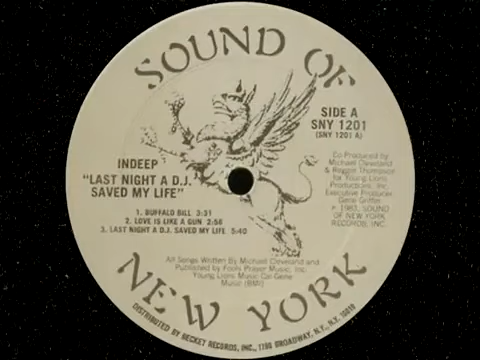 SOUND OF
SIDE A
SNY 1201
(SNY 1201 A)
INDEEP
"LAST NIGHT A D.J.
SAVED MY LIFE"
1. BUFFALO BILL 3:31
2. LOVE IS LIKE A GUN 2:56
3. LAST NIGHT A D.J. SAVED MY LIFE 5:40
Co Produced by
Michael Cleveland
& Reggie Thompson
for Young Lions
Productions, Inc.
Executive Producer
Gene Griffin
℗ 1983, SOUND
OF NEW YORK
RECORDS, INC.
All Songs Written By Michael Cleveland and
Published by Fools Prayer Music, Inc.
Young Lions Music Cal-Gene
Music (BMI)
NEW YORK
DISTRIBUTED BY BECKET RECORDS, INC., 1790 BROADWAY, N.Y., N.Y. 10019